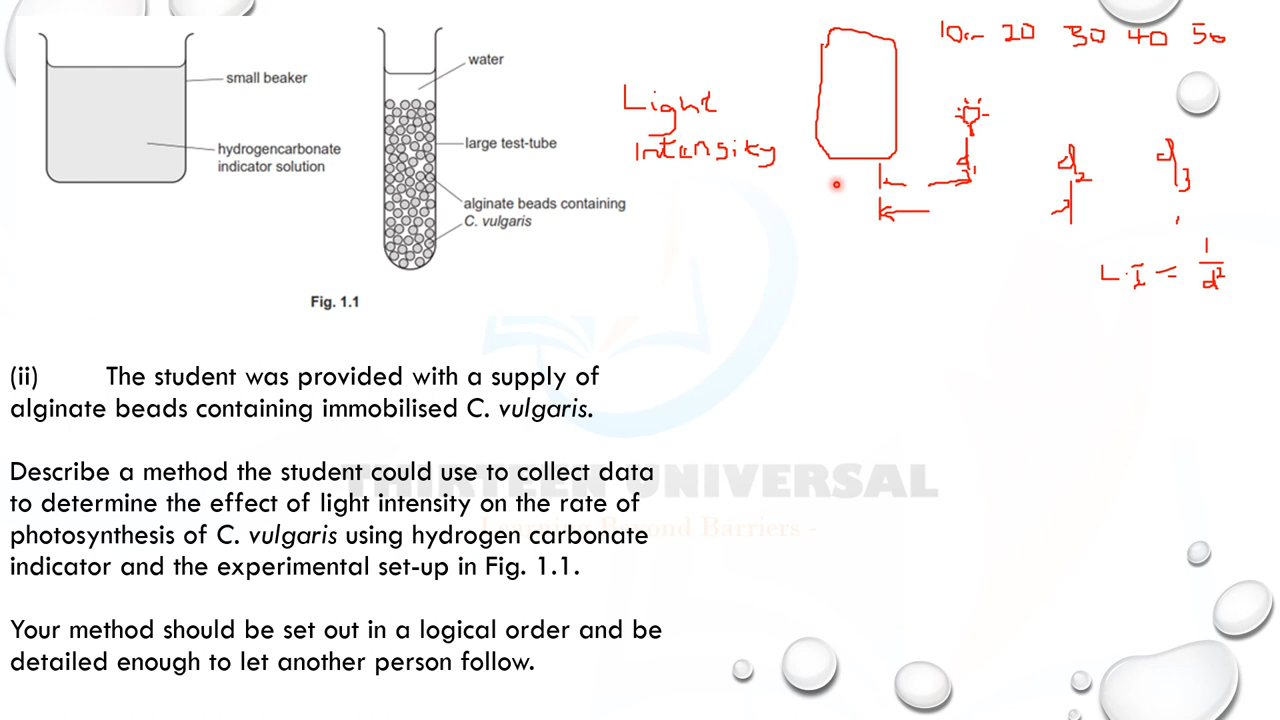 small beaker
hydrogencarbonate
indicator solution
water
large test-tube
alginate beads containing
C. vulgaris
Fig. 1.1
Light
Intensity
10cm 20 30 40 50
d1
d2
d3
L.I = 1/d²
(ii) The student was provided with a supply of
alginate beads containing immobilised C. vulgaris.
Describe a method the student could use to collect data
to determine the effect of light intensity on the rate of
photosynthesis of C. vulgaris using hydrogen carbonate
indicator and the experimental set-up in Fig. 1.1.
Your method should be set out in a logical order and be
detailed enough to let another person follow.
THIRTEEN UNIVERSAL
- Learning Beyond Barriers -